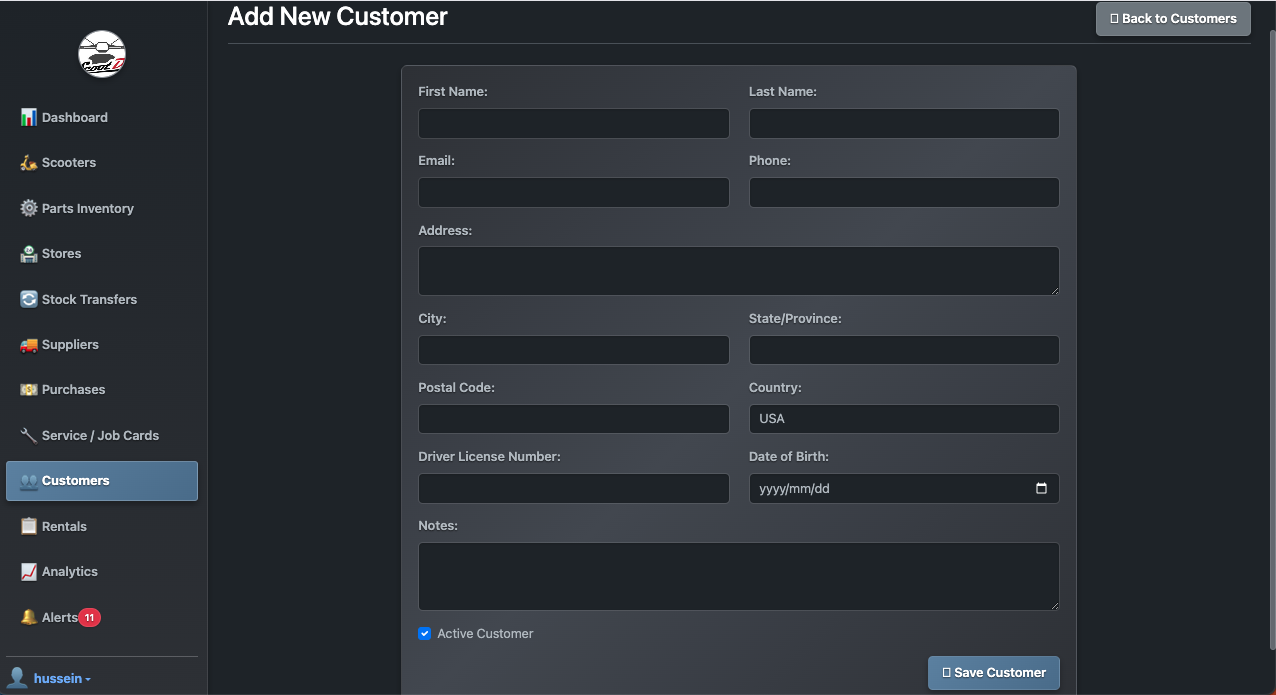 Add New Customer
Back to Customers
Cool Z
Dashboard
Scooters
Parts Inventory
Stores
Stock Transfers
Suppliers
Purchases
Service / Job Cards
Customers
Rentals
Analytics
Alerts 11
hussein
First Name: Last Name:
Email: Phone:
Address:
City: State/Province:
Postal Code: Country:
USA
Driver License Number: Date of Birth:
yyyy/mm/dd
Notes:
Active Customer
Save Customer